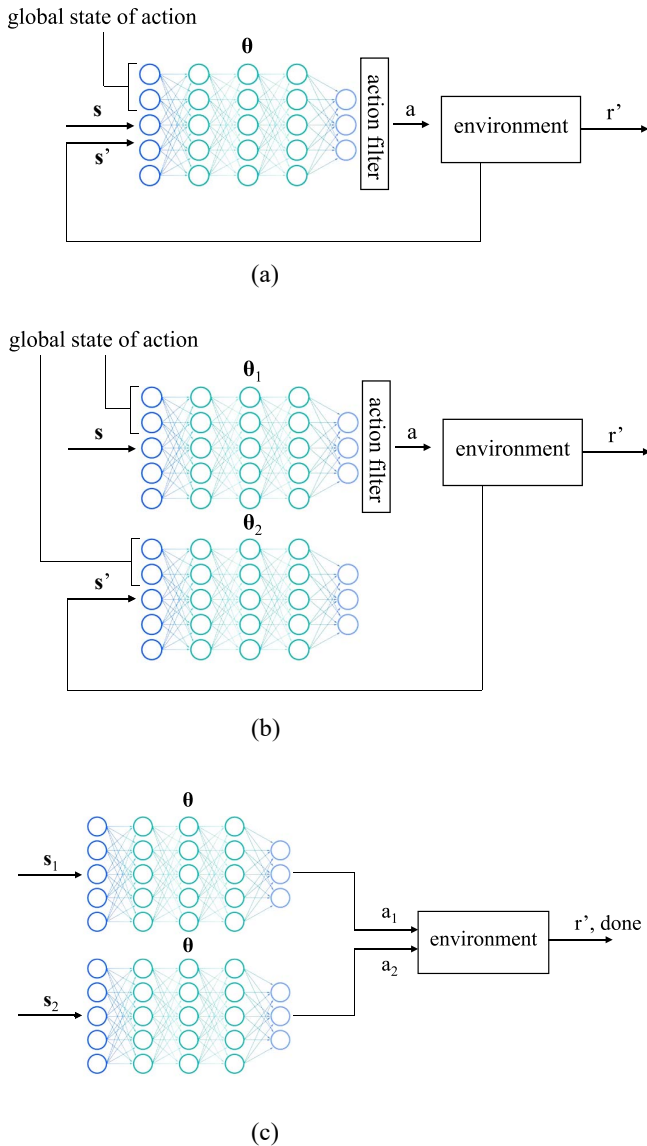 global state of action
θ
s
s’
action filter
a
environment
r’
(a)
global state of action
θ1
s
action filter
a
environment
r’
θ2
s’
(b)
θ
s1
a1
environment
r’, done
θ
a2
s2
(c)